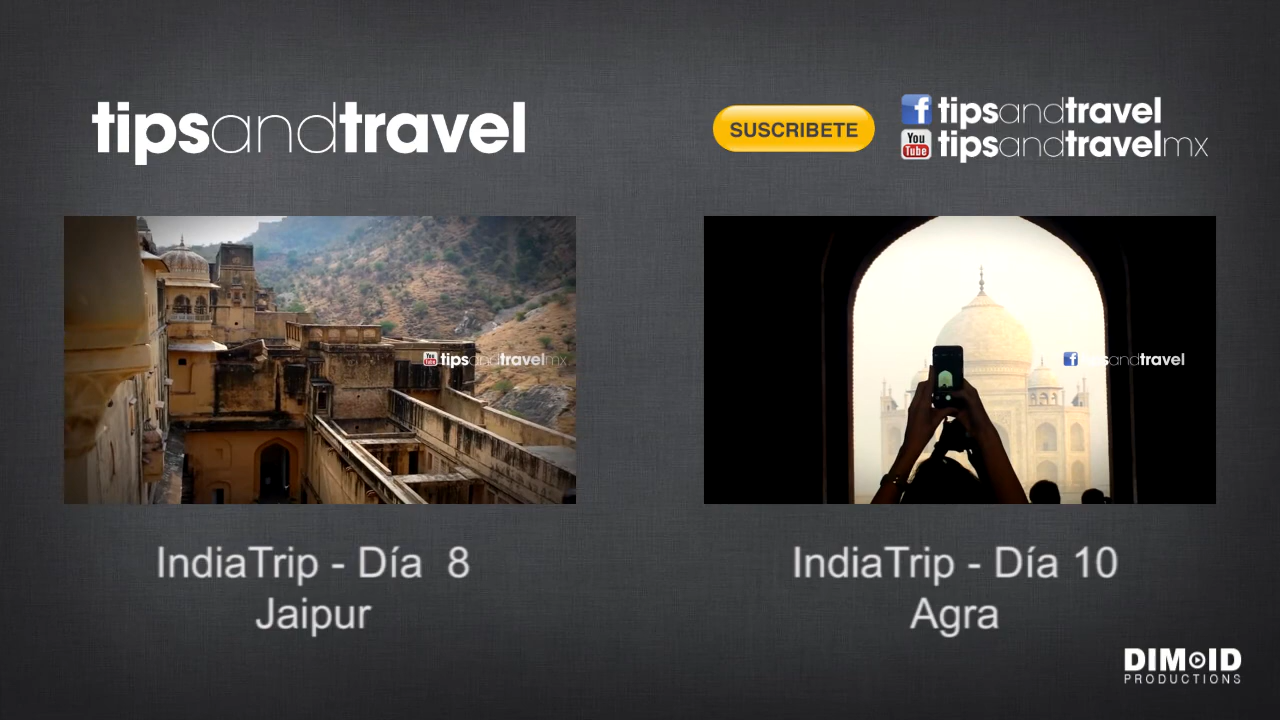 tipsandtravel
SUSCRIBETE
f tipsandtravel
You Tube tipsandtravelmx
You Tube tipsandtravelmx
f tipsandtravel
IndiaTrip - Día 8
Jaipur
IndiaTrip - Día 10
Agra
DIMOID
PRODUCTIONS